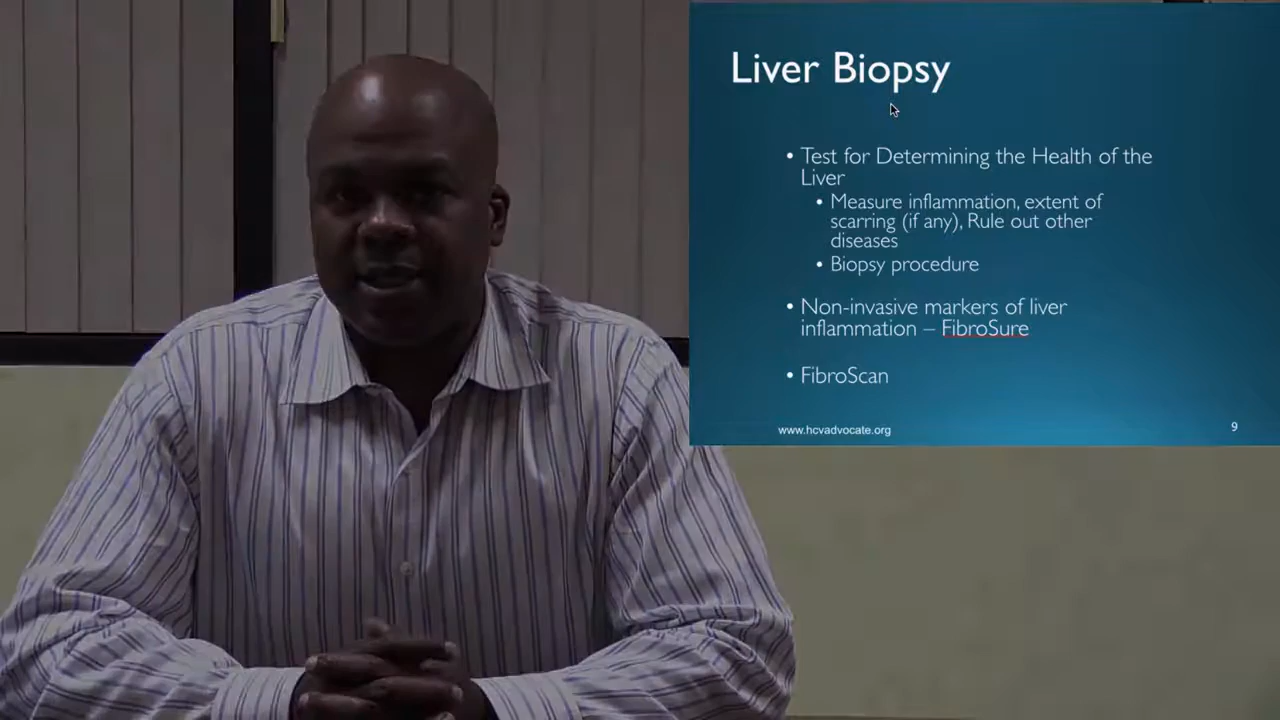 Liver Biopsy
• Test for Determining the Health of the
Liver
• Measure inflammation, extent of
scarring (if any), Rule out other
diseases
• Biopsy procedure
• Non-invasive markers of liver
inflammation – FibroSure
• FibroScan
www.hcvadvocate.org
9